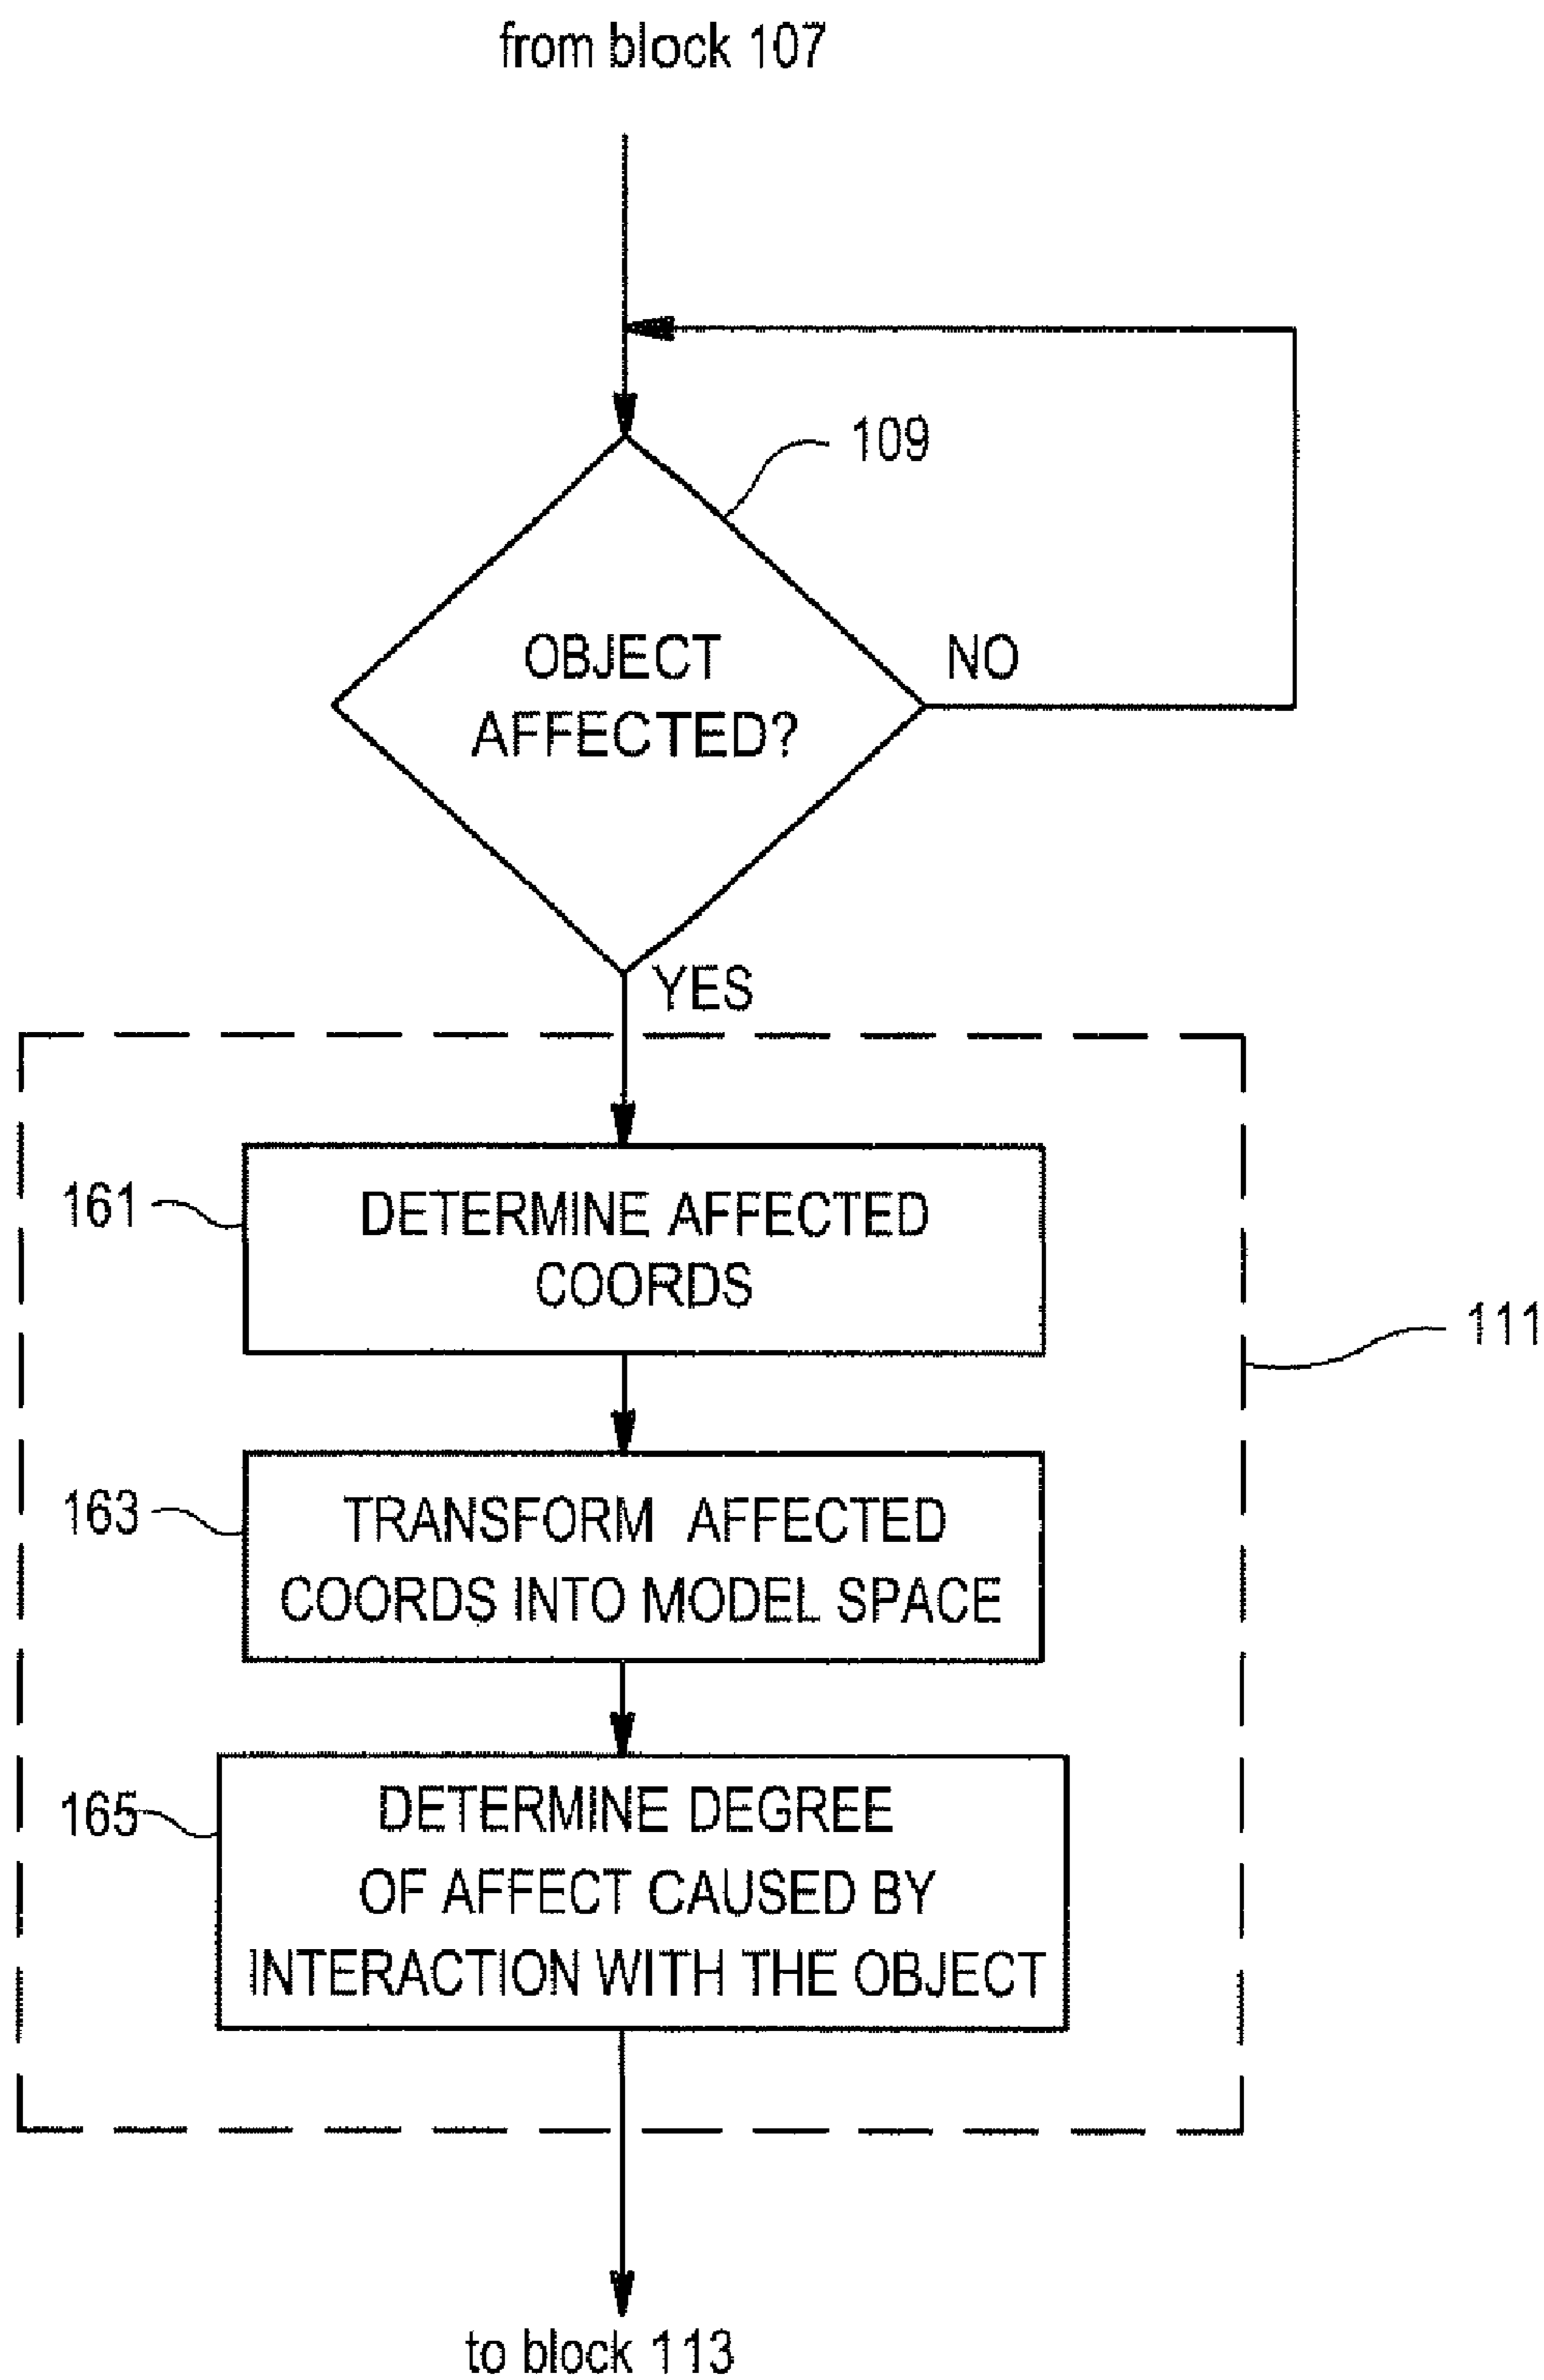 from block 107
109
OBJECT
AFFECTED?
NO
YES
161
DETERMINE AFFECTED
COORDS
111
163
TRANSFORM AFFECTED
COORDS INTO MODEL SPACE
165
DETERMINE DEGREE
OF AFFECT CAUSED BY
INTERACTION WITH THE OBJECT
to block 113